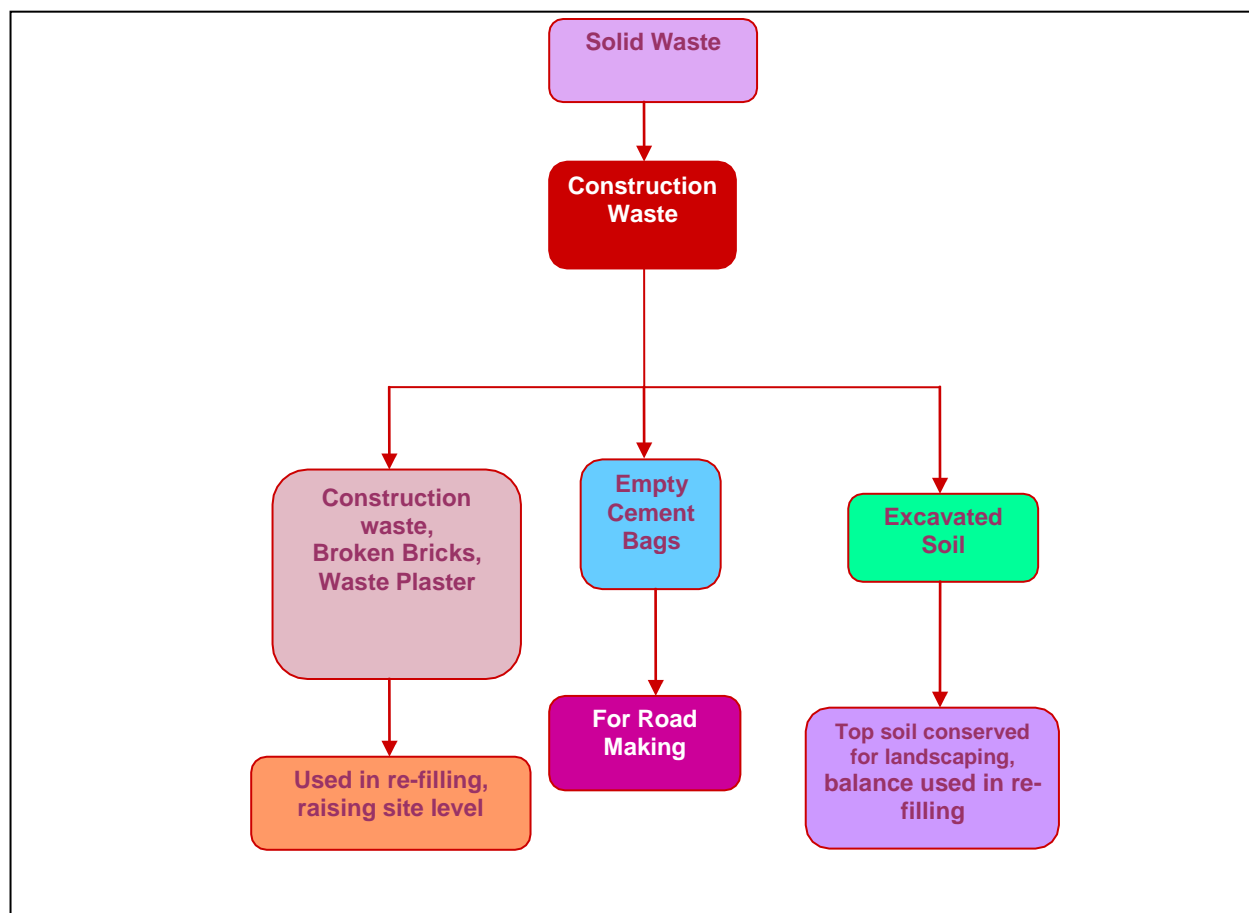 Solid Waste
Construction
Waste
Construction
waste,
Broken Bricks,
Waste Plaster
Empty
Cement
Bags
Excavated
Soil
Used in re-filling,
raising site level
For Road
Making
Top soil conserved
for landscaping,
balance used in re-
filling